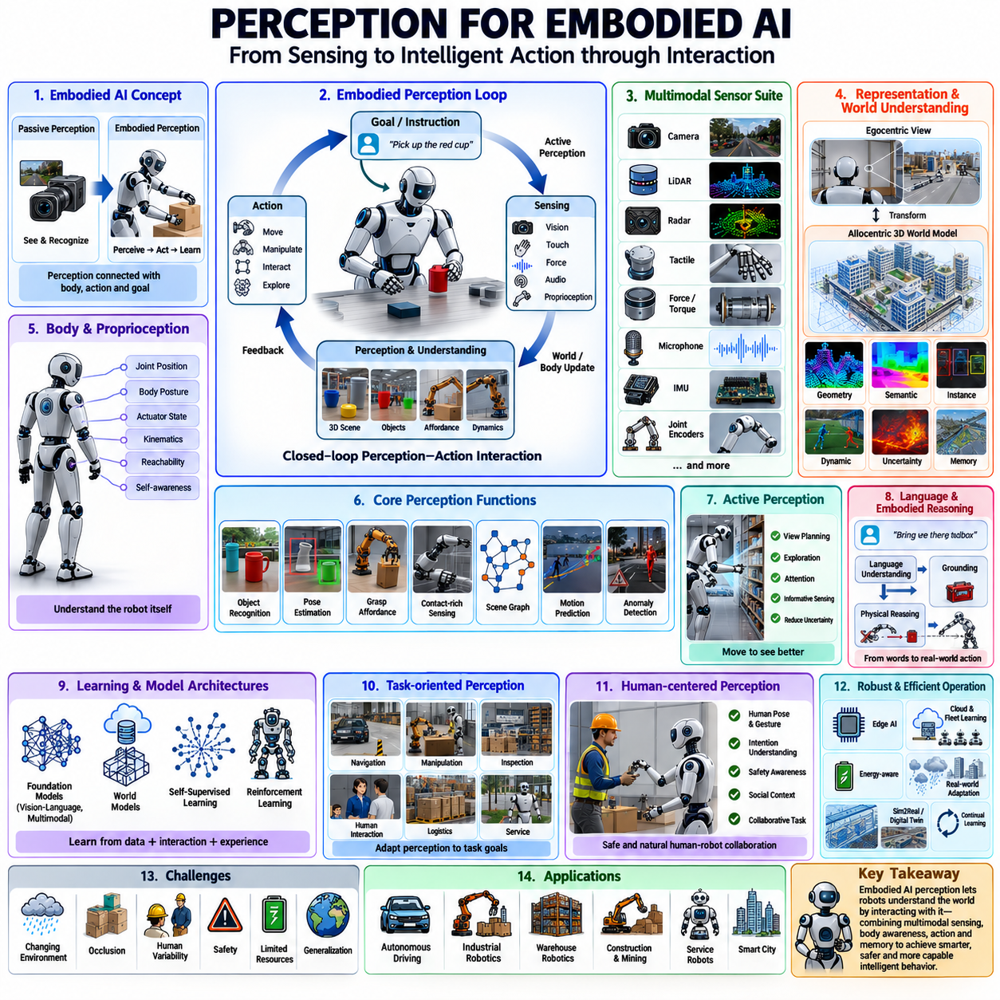 PERCEPTION FOR EMBODIED AI
From Sensing to Intelligent Action through Interaction
1. Embodied AI Concept
Passive Perception
Embodied Perception
See & Recognize
Perceive → Act → Learn
Perception connected with
body, action and goal
2. Embodied Perception Loop
Goal / Instruction
"Pick up the red cup"
Active
Perception
Action
Move
Manipulate
Interact
Explore
Sensing
Vision
Touch
Force
Audio
Proprioception
Feedback
World /
Body Update
Perception & Understanding
3D Scene
Objects
Affordance
Dynamics
Closed-loop Perception—Action Interaction
3. Multimodal Sensor Suite
Camera
LiDAR
Radar
Tactile
Force /
Torque
Microphone
IMU
Joint
Encoders
... and more
4. Representation &
World Understanding
Egocentric View
Transform
Allocentric 3D World Model
Geometry
Semantic
Instance
Dynamic
Uncertainty
Memory
5. Body & Proprioception
Joint Position
Body Posture
Actuator State
Kinematics
Reachability
Self-awareness
Understand the robot itself
6. Core Perception Functions
Object
Recognition
Pose
Estimation
Grasp
Affordance
Contact-rich
Sensing
Scene Graph
Motion
Prediction
Anomaly
Detection
7. Active Perception
View Planning
Exploration
Attention
Informative Sensing
Reduce Uncertainty
Move to see better
8. Language &
Embodied Reasoning
"Bring ue there todbox"
Language
Understanding
Grounding
Physical Reasoing
From words to real-world action
9. Learning & Model Architectures
Foundation
Models
(Vision-Language,
Multimodal)
World
Models
Self-Supervised
Learning
Reinforcement
Learning
Learn from data + interaction + experience
10. Task-oriented Perception
Navigation
Manipulation
Inspection
Human
Interaction
Logistics
Service
Adapt perception to task goals
11. Human-centered Perception
Human Pose
& Gesture
Intention
Understanding
Safety Awareness
Social Context
Collaborative Task
Safe and natural human-robot collaboration
12. Robust & Efficient Operation
Edge AI
Cloud &
Fleet Learning
Energy-aware
Real-world
Adaptation
Sim2Real /
Digital Twin
Continual
Learning
13. Challenges
Changing
Environment
Occlusion
Human
Variability
Safety
Limited
Resources
Generalization
14. Applications
Autonomous
Driving
Industrial
Robotics
Warehouse
Robotics
Construction
& Mining
Service
Robots
Smart City
Key Takeaway
Embodied AI perception lets
robots understand the world
by interacting with it—
combining multimodal sensing,
body awareness, action and
memory to achieve smarter,
safer and more capable
intelligent behavior.